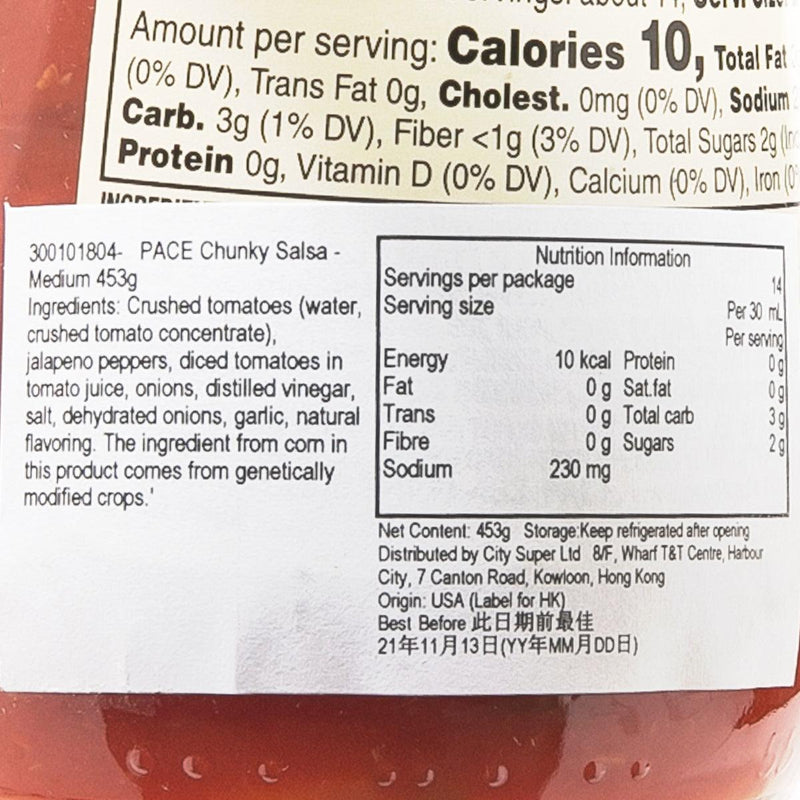 Amount per serving: Calories 10, Total Fat
(0% DV), Trans Fat 0g, Cholest. 0mg (0% DV), Sodium
Carb. 3g (1% DV), Fiber <1g (3% DV), Total Sugars 2g
Protein 0g, Vitamin D (0% DV), Calcium (0% DV), Iron
300101804- PACE Chunky Salsa -
Medium 453g
Ingredients: Crushed tomatoes (water,
crushed tomato concentrate),
jalapeno peppers, diced tomatoes in
tomato juice, onions, distilled vinegar,
salt, dehydrated onions, garlic, natural
flavoring. The ingredient from corn in
this product comes from genetically
modified crops.'
Nutrition Information
Servings per package 14
Serving size Per 30 mL
Per serving
Energy 10 kcal Protein 0g
Fat 0 g Sat.fat 0g
Trans 0 g Total carb 3g
Fibre 0 g Sugars 2g
Sodium 230 mg
Net Content: 453g Storage:Keep refrigerated after opening
Distributed by City Super Ltd 8/F, Wharf T&T Centre, Harbour
City, 7 Canton Road, Kowloon, Hong Kong
Origin: USA (Label for HK)
Best Before 此日期前最佳
21年11月13日(YY年MM月DD日)